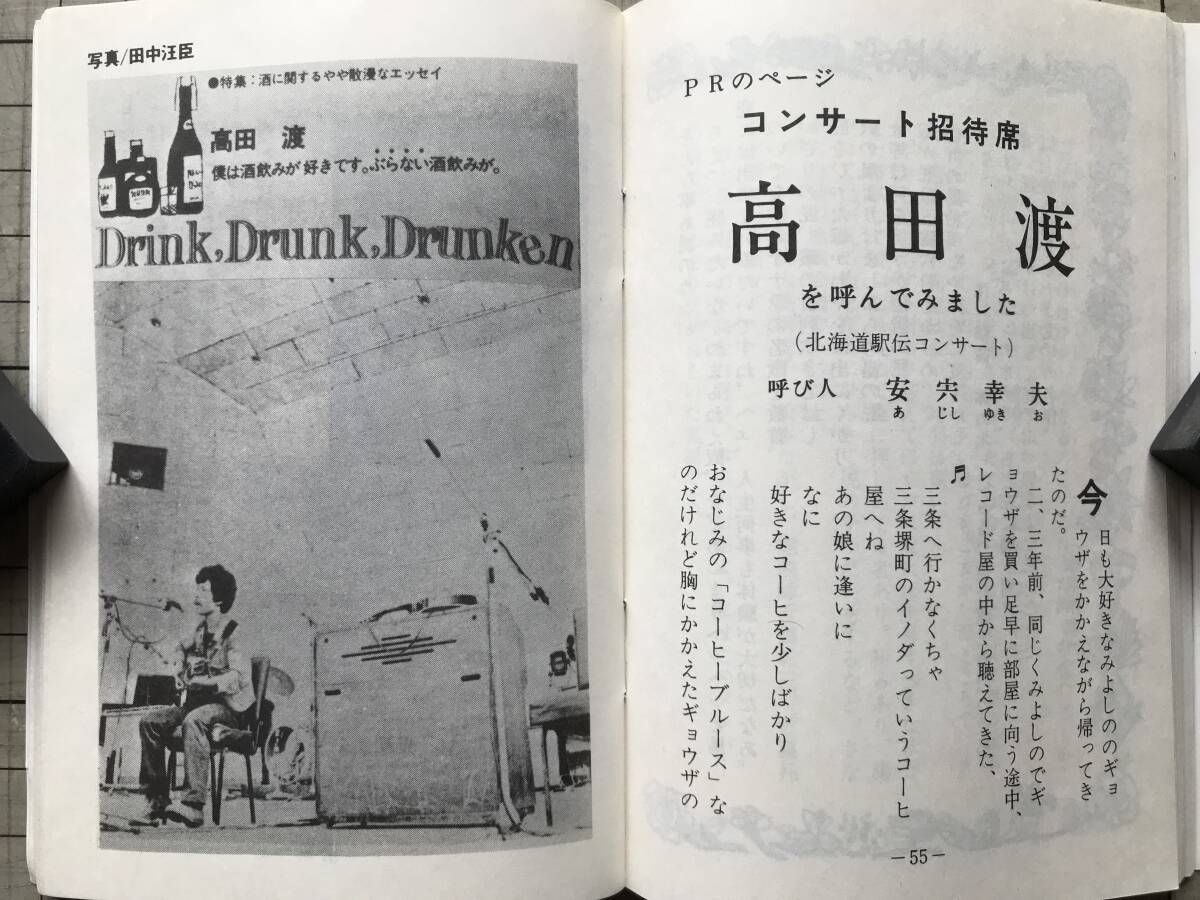 写真/田中汪臣
●特集：酒に関するやや散漫なエッセイ
高田 渡
僕は酒飲みが好きです。ぶらない酒飲みが。
Drink,Drunk,Drunken
PRのページ
コンサート招待席
高田渡
を呼んでみました
(北海道駅伝コンサート)
呼び人 安宍幸夫
あ じし ゆき お
今日も大好きなみよしののギョ
ウザをかかえながら帰ってき
たのだ。
二、三年前、同じくみよしのでギ
ョウザを買い足早に部屋に向う途中、
レコード屋の中から聴えてきた、
♬
三条へ行かなくちゃ
三条堺町のイノダっていうコーヒ
屋へね
あの娘に逢いに
なに
好きなコーヒを少しばかり
おなじみの「コーヒーブルース」な
のだけれど胸にかかえたギョウザの
—55—